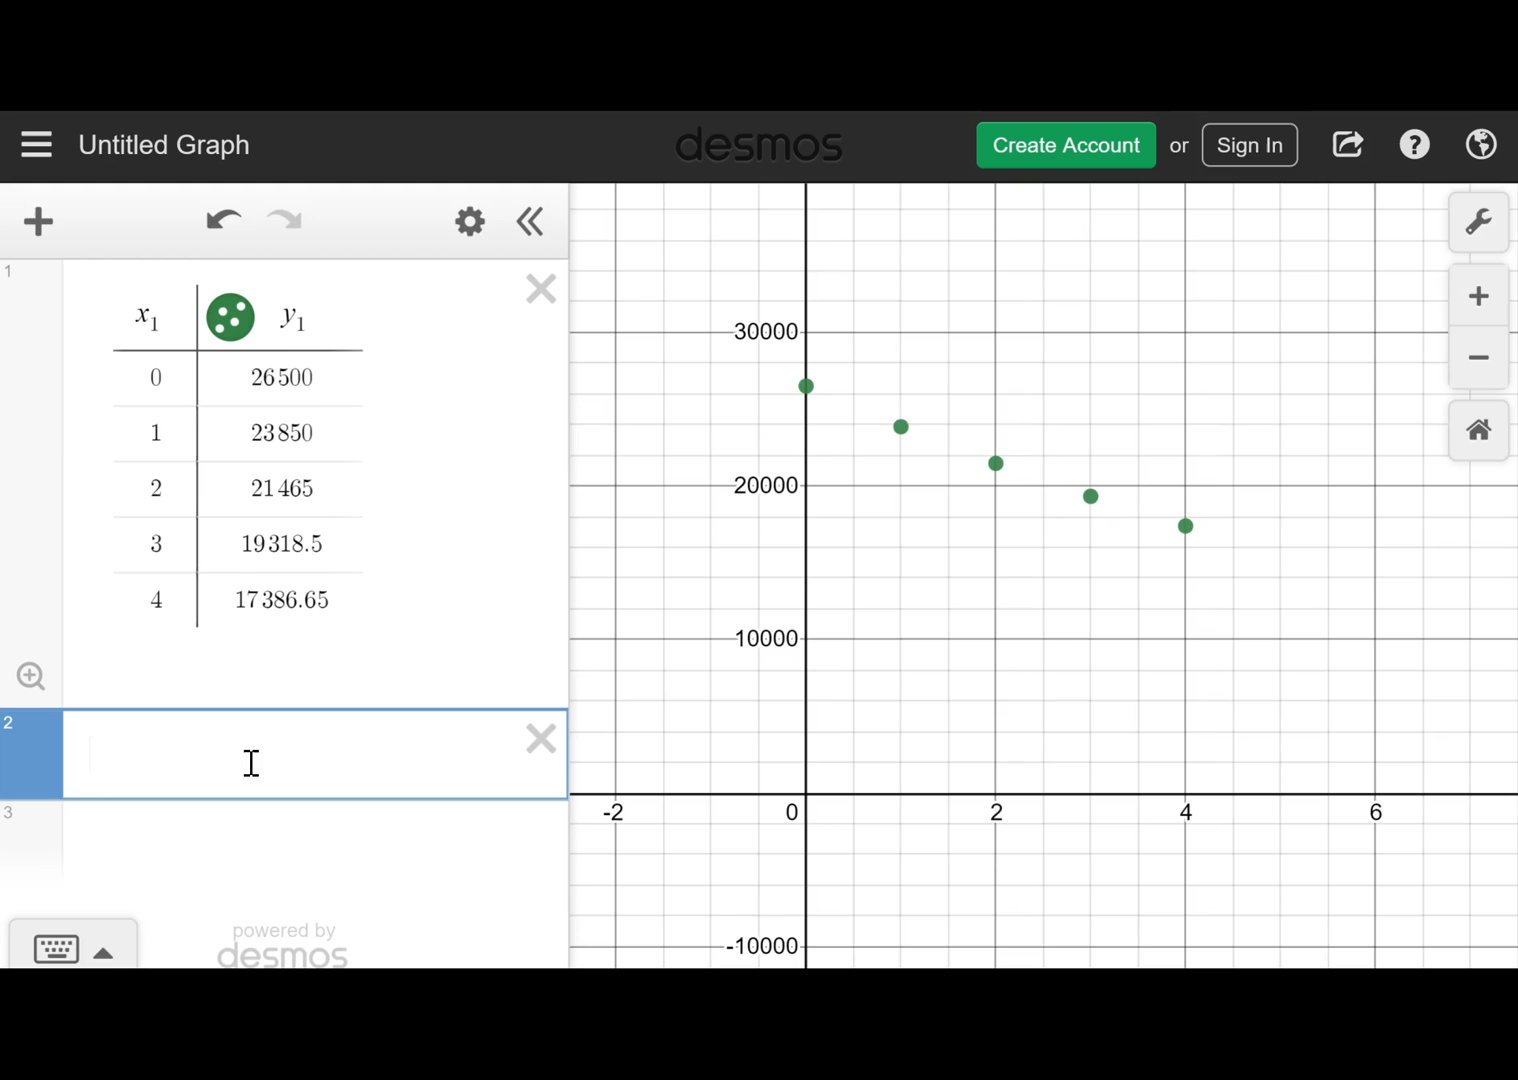 Untitled Graph
desmos
Create Account or Sign In
1
x₁ y₁
0 26500
1 23850
2 21465
3 19318.5
4 17386.65
2
3
powered by
desmos
30000
20000
10000
-2 0 2 4 6
-10000